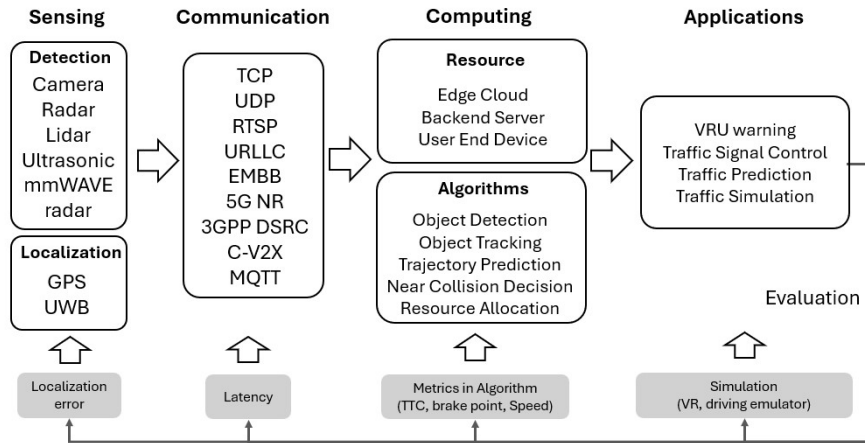 Sensing
Communication
Computing
Applications
Detection
Camera
Radar
Lidar
Ultrasonic
mmWAVE
radar
Localization
GPS
UWB
TCP
UDP
RTSP
URLLC
EMBB
5G NR
3GPP DSRC
C-V2X
MQTT
Resource
Edge Cloud
Backend Server
User End Device
Algorithms
Object Detection
Object Tracking
Trajectory Prediction
Near Collision Decision
Resource Allocation
VRU warning
Traffic Signal Control
Traffic Prediction
Traffic Simulation
Evaluation
Localization
error
Latency
Metrics in Algorithm
(TTC, brake point, Speed)
Simulation
(VR, driving emulator)